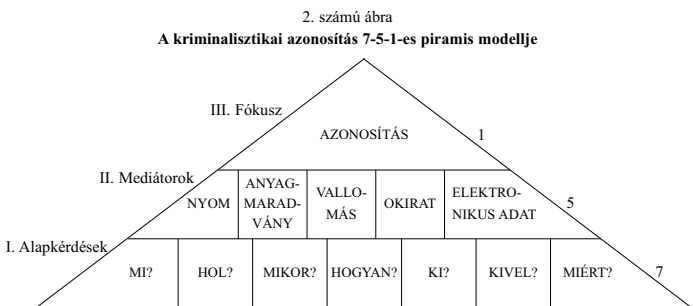 2. számú ábra
A kriminalisztikai azonosítás 7-5-1-es piramis modellje
III. Fókusz
AZONOSÍTÁS
1
II. Mediátorok
NYOM
ANYAG-
MARAD-
VÁNY
VALLO-
MÁS
OKIRAT
ELEKTRO-
NIKUS ADAT
5
I. Alapkérdések
MI?
HOL?
MIKOR?
HOGYAN?
KI?
KIVEL?
MIÉRT?
7